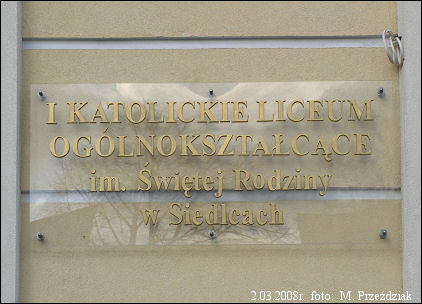 I KATOLICKIE LICEUM
OGÓLNOKSZTAŁCĄCE
im. Świętej Rodziny
w Siedlcach
2.03.2008r. foto: M. Przeździak